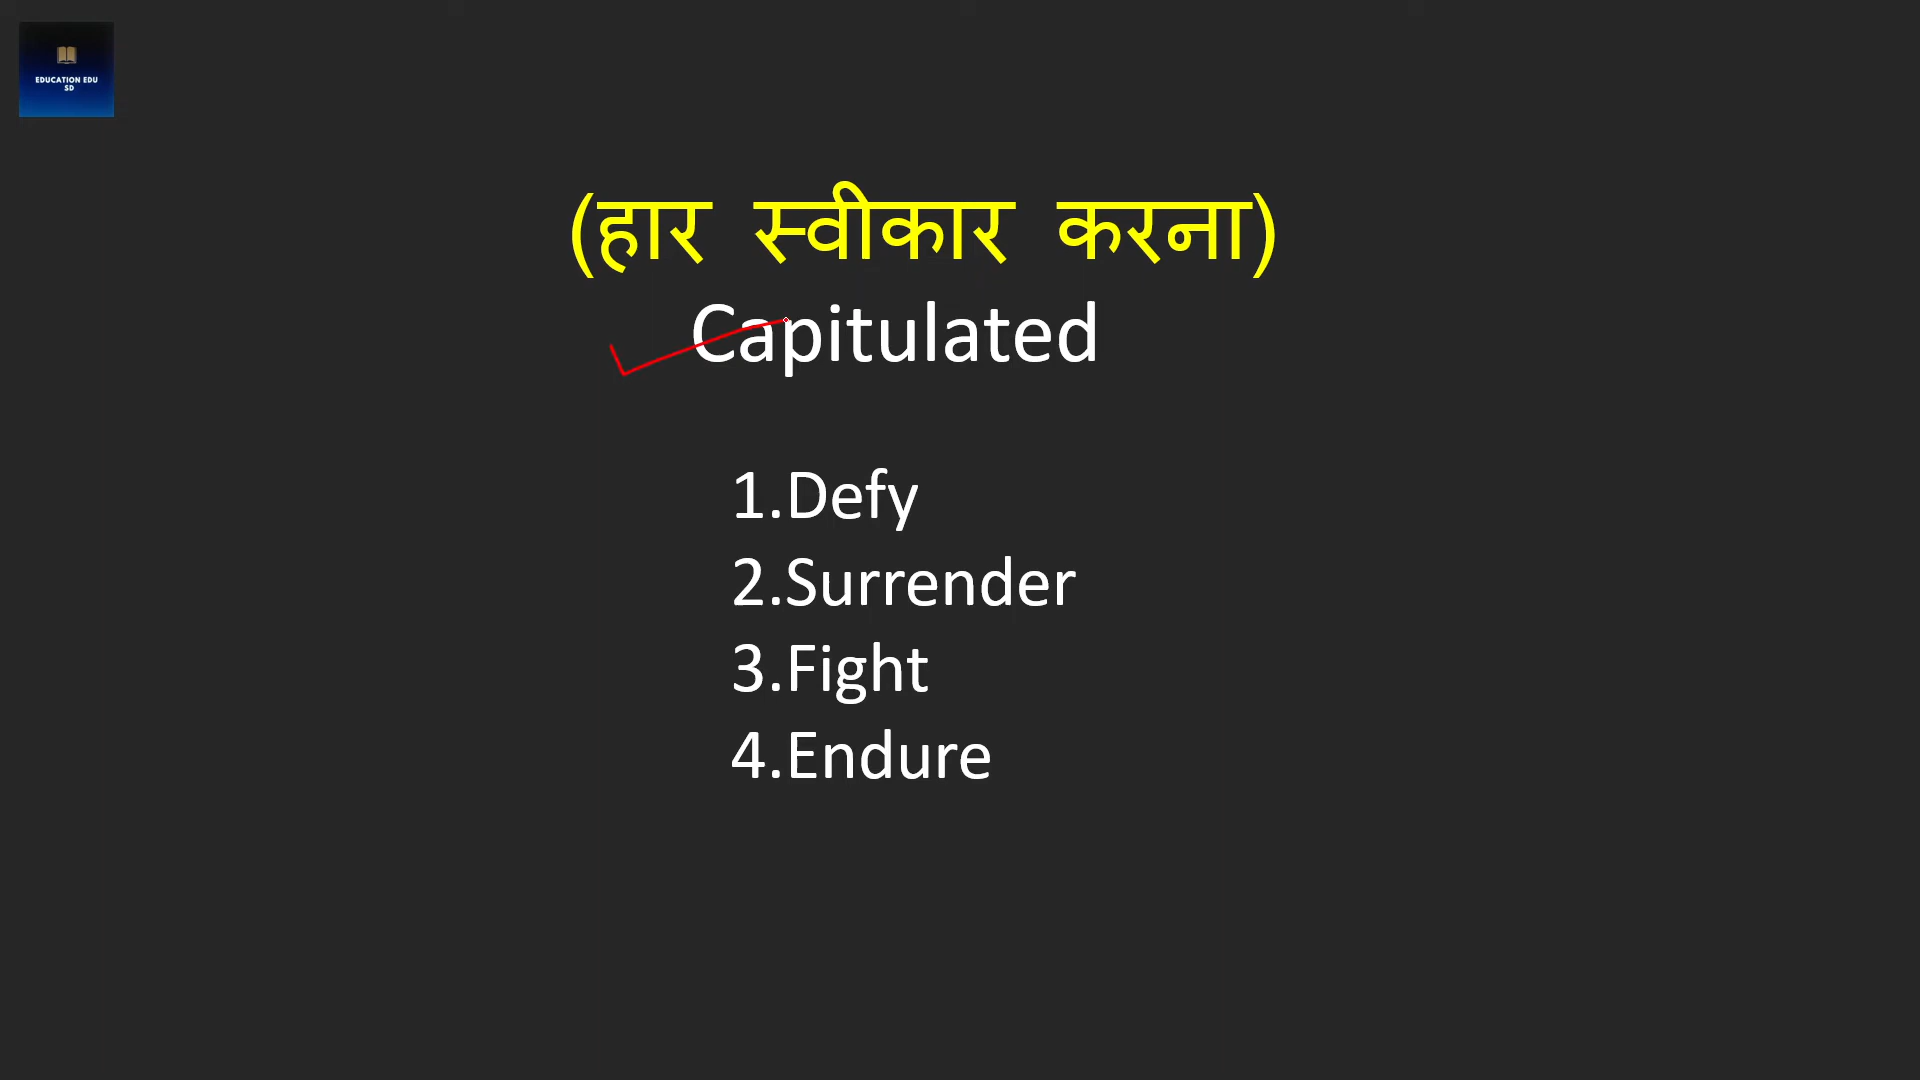 EDUCATION EDU
SD
(हार स्वीकार करना)
Capitulated
1.Defy
2.Surrender
3.Fight
4.Endure